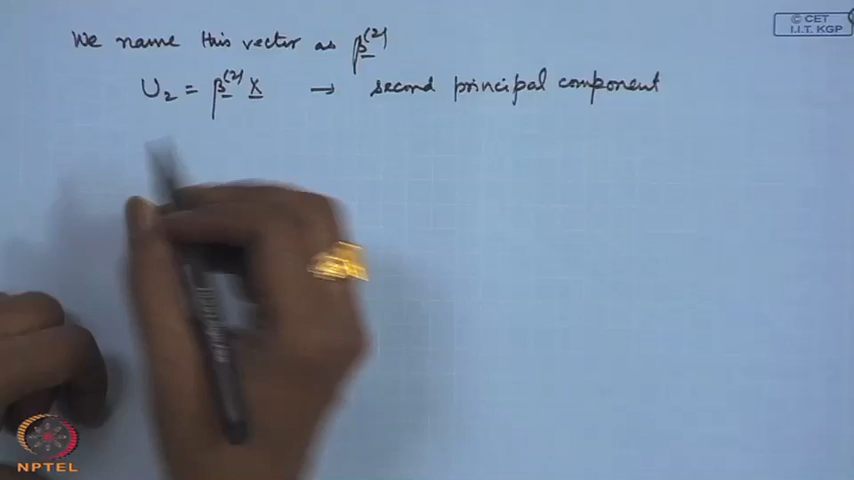 © CET
I.I.T. KGP
We name this vector as β^(2)
U₂ = β^(2) X → second principal component
NPTEL